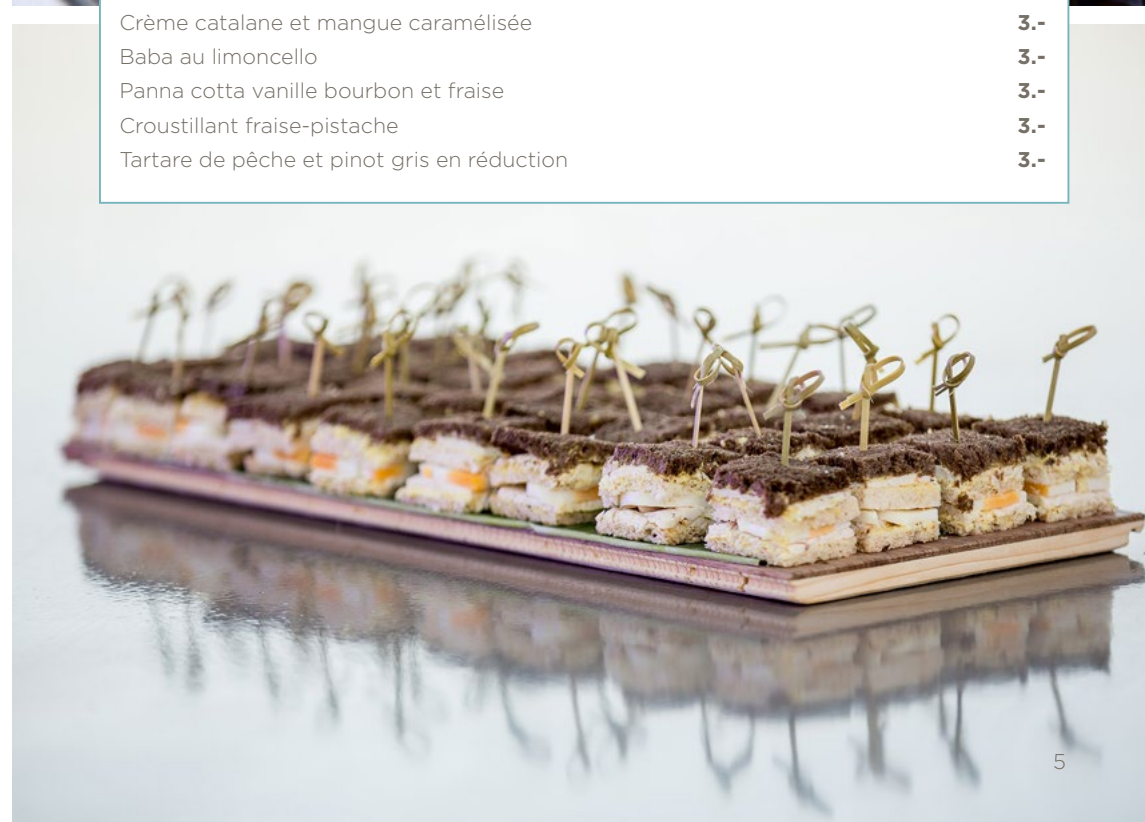 Crème catalane et mangue caramélisée 3.-
Baba au limoncello 3.-
Panna cotta vanille bourbon et fraise 3.-
Croustillant fraise-pistache 3.-
Tartare de pêche et pinot gris en réduction 3.-
5